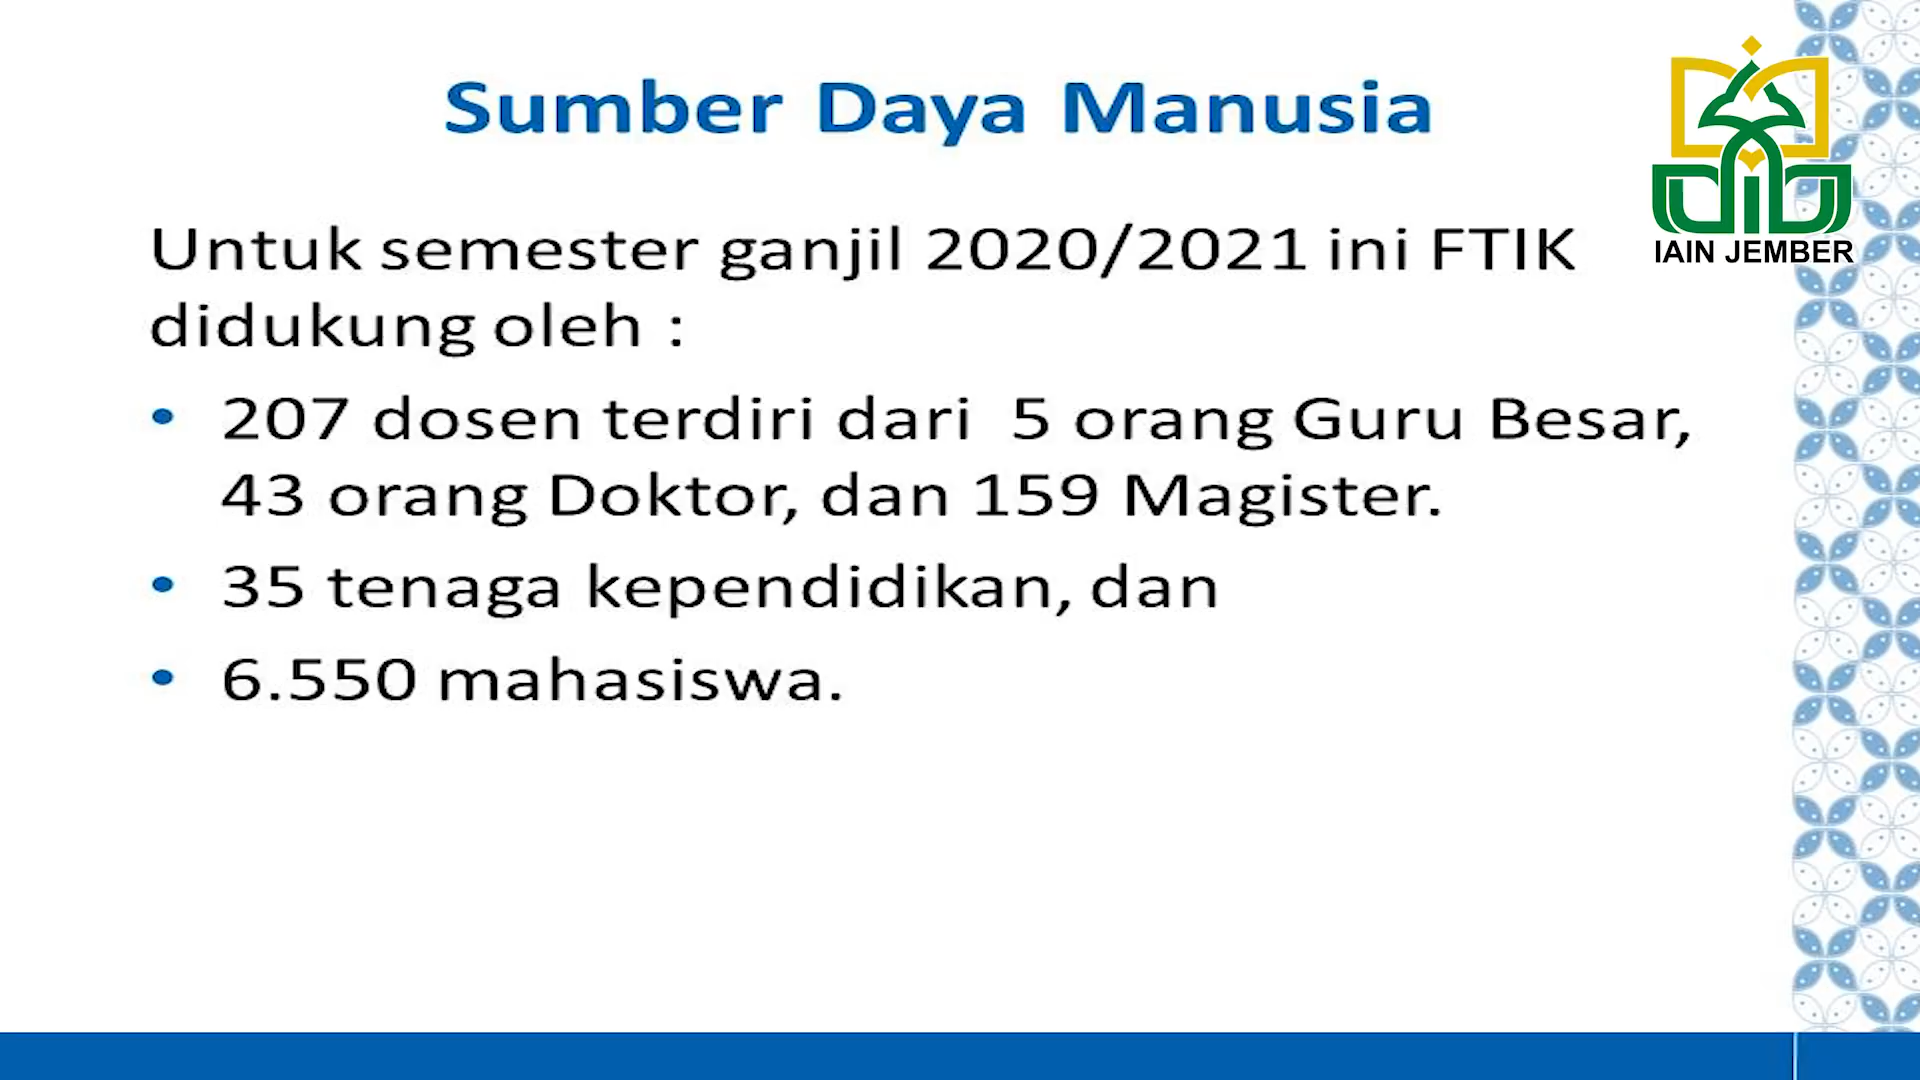 Sumber Daya Manusia
IAIN JEMBER
Untuk semester ganjil 2020/2021 ini FTIK
didukung oleh :
• 207 dosen terdiri dari 5 orang Guru Besar,
43 orang Doktor, dan 159 Magister.
• 35 tenaga kependidikan, dan
• 6.550 mahasiswa.